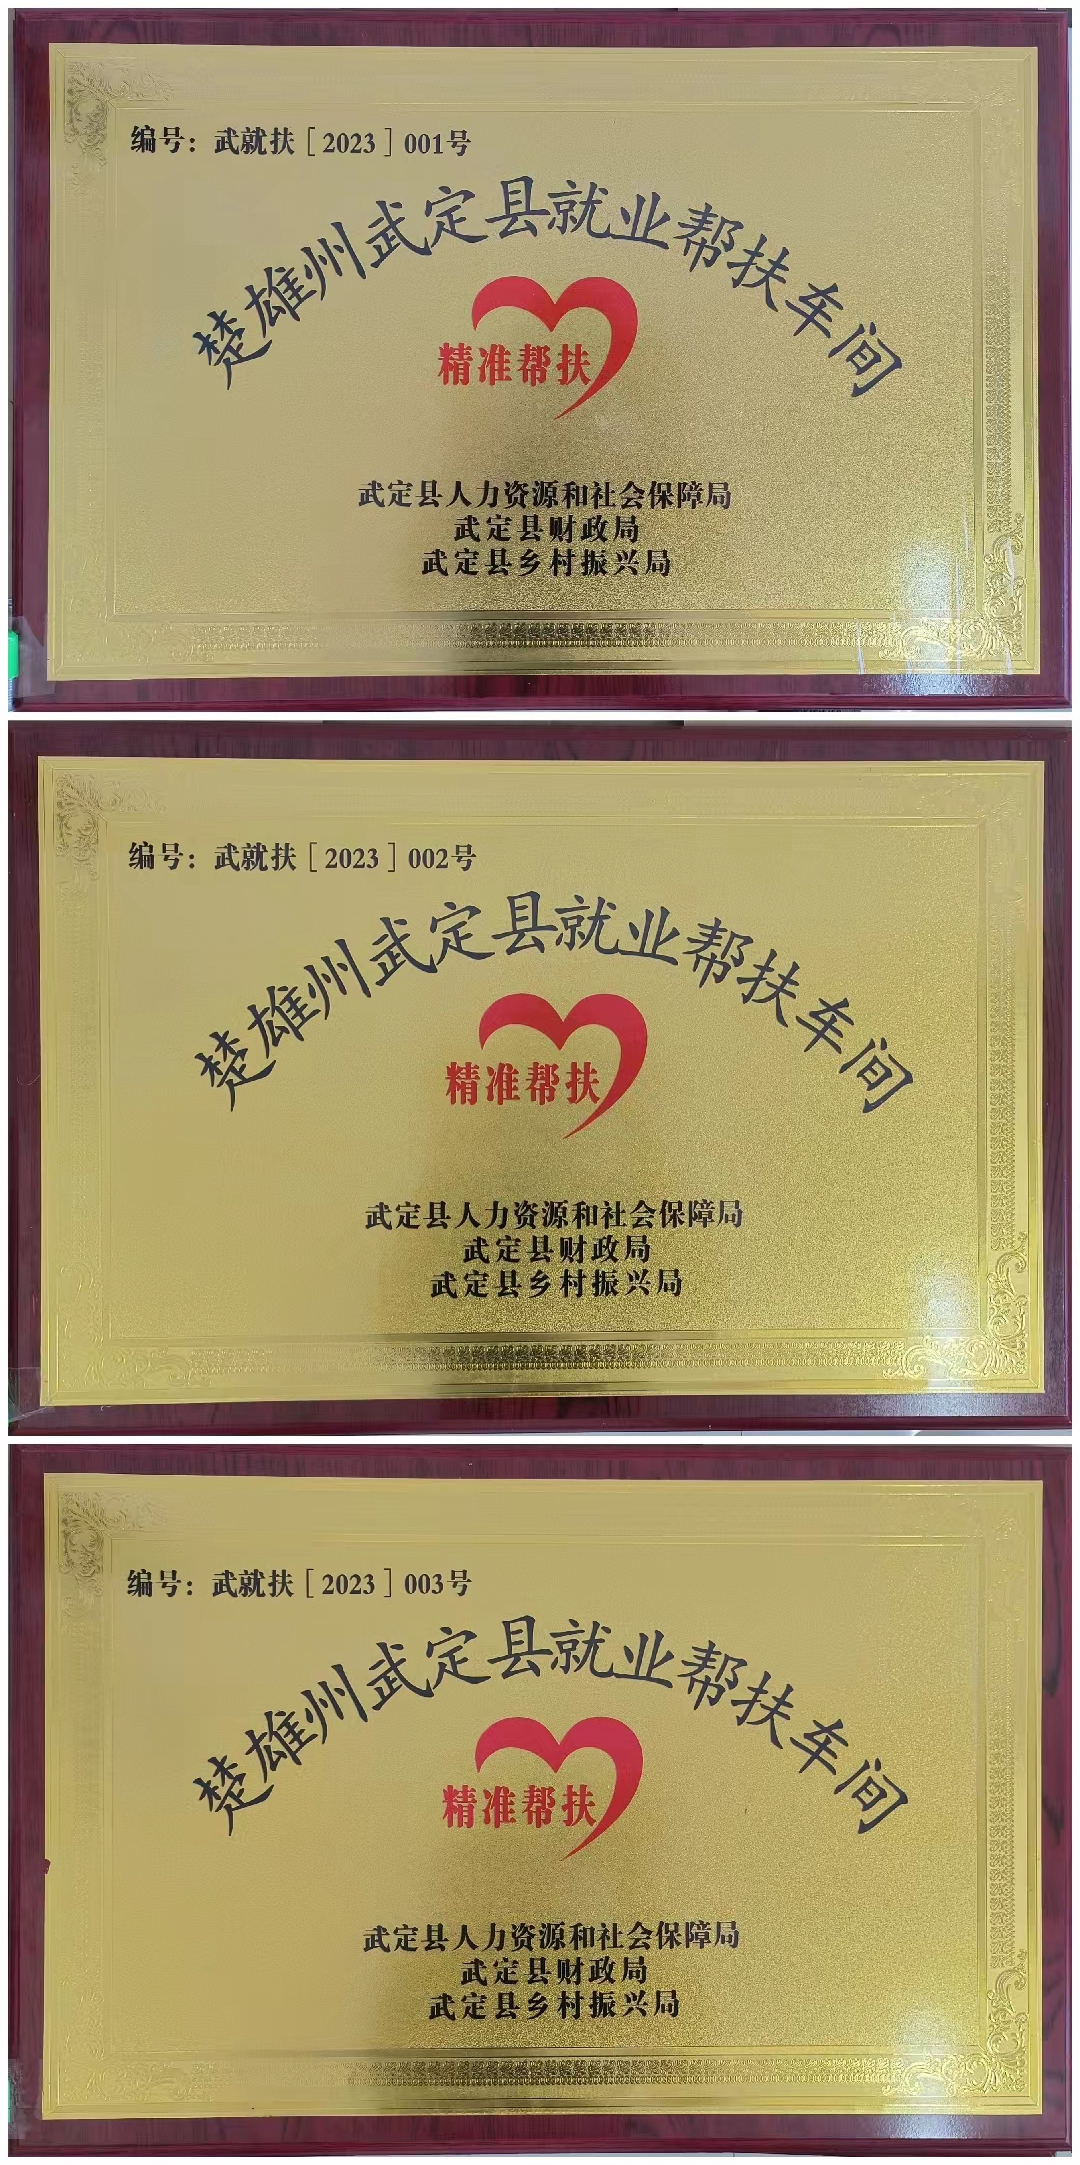 编号：武就扶［2023］001号
楚雄州武定县就业帮扶车间
精准帮扶
武定县人力资源和社会保障局
武定县财政局
武定县乡村振兴局
编号：武就扶［2023］002号
楚雄州武定县就业帮扶车间
精准帮扶
武定县人力资源和社会保障局
武定县财政局
武定县乡村振兴局
编号：武就扶［2023］003号
楚雄州武定县就业帮扶车间
精准帮扶
武定县人力资源和社会保障局
武定县财政局
武定县乡村振兴局